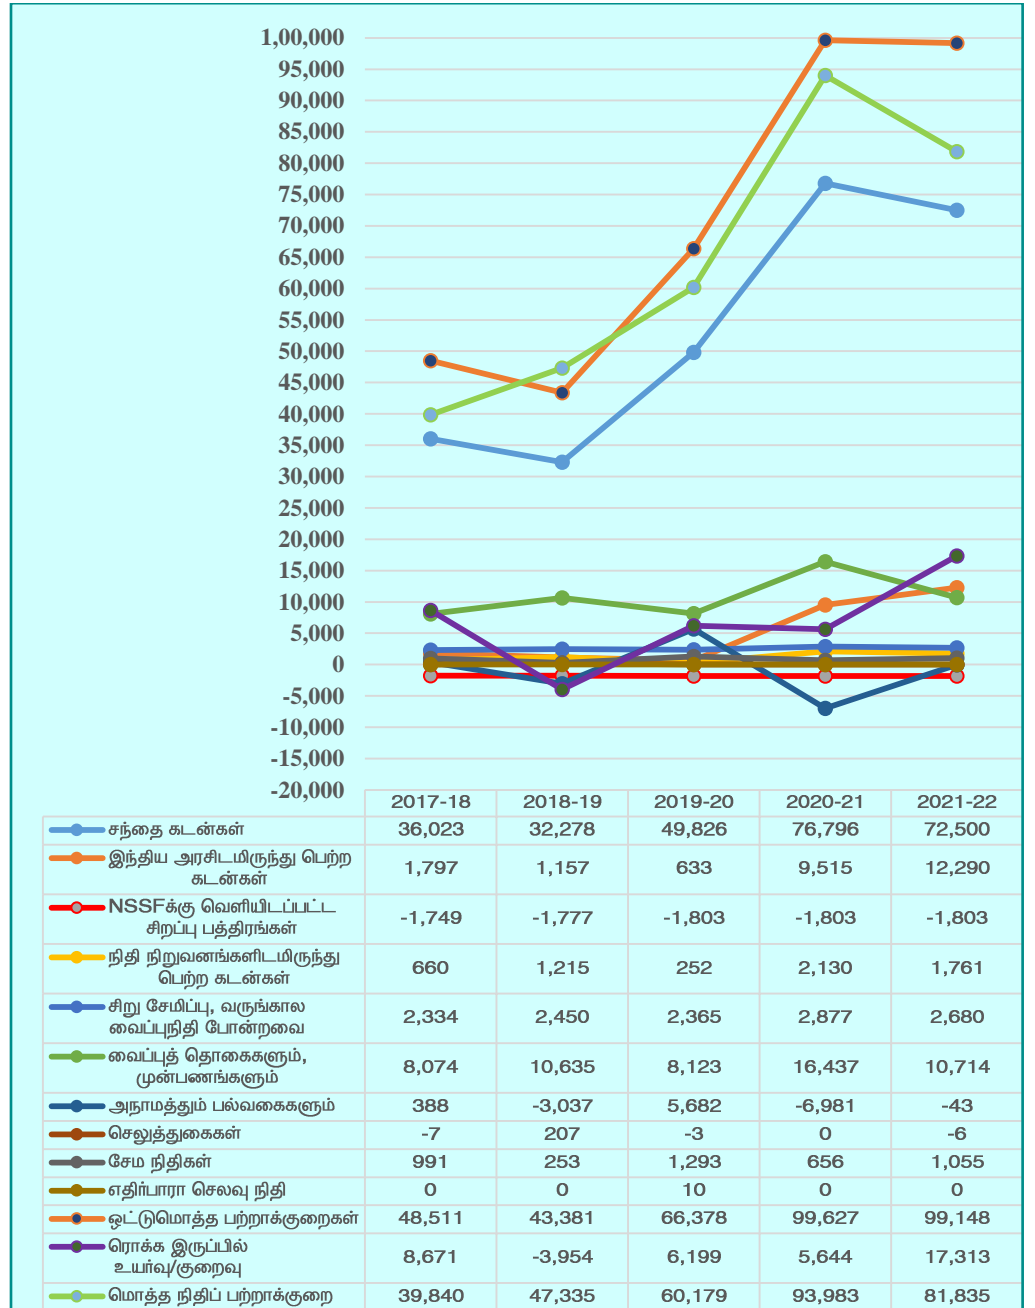 1,00,000
95,000
90,000
85,000
80,000
75,000
70,000
65,000
60,000
55,000
50,000
45,000
40,000
35,000
30,000
25,000
20,000
15,000
10,000
5,000
0
-5,000
-10,000
-15,000
-20,000
2017-18 2018-19 2019-20 2020-21 2021-22
சந்தை கடன்கள் 36,023 32,278 49,826 76,796 72,500
இந்திய அரசிடமிருந்து பெற்ற
கடன்கள் 1,797 1,157 633 9,515 12,290
NSSFக்கு வெளியிடப்பட்ட
சிறப்பு பத்திரங்கள் -1,749 -1,777 -1,803 -1,803 -1,803
நிதி நிறுவனங்களிடமிருந்து
பெற்ற கடன்கள் 660 1,215 252 2,130 1,761
சிறு சேமிப்பு, வருங்கால
வைப்புநிதி போன்றவை 2,334 2,450 2,365 2,877 2,680
வைப்புத் தொகைகளும்,
முன்பணங்களும் 8,074 10,635 8,123 16,437 10,714
அநாமத்தும் பல்வகைகளும் 388 -3,037 5,682 -6,981 -43
செலுத்துகைகள் -7 207 -3 0 -6
சேம நிதிகள் 991 253 1,293 656 1,055
எதிர்பாரா செலவு நிதி 0 0 10 0 0
ஒட்டுமொத்த பற்றாக்குறைகள் 48,511 43,381 66,378 99,627 99,148
ரொக்க இருப்பில்
உயர்வு/குறைவு 8,671 -3,954 6,199 5,644 17,313
மொத்த நிதிப் பற்றாக்குறை 39,840 47,335 60,179 93,983 81,835